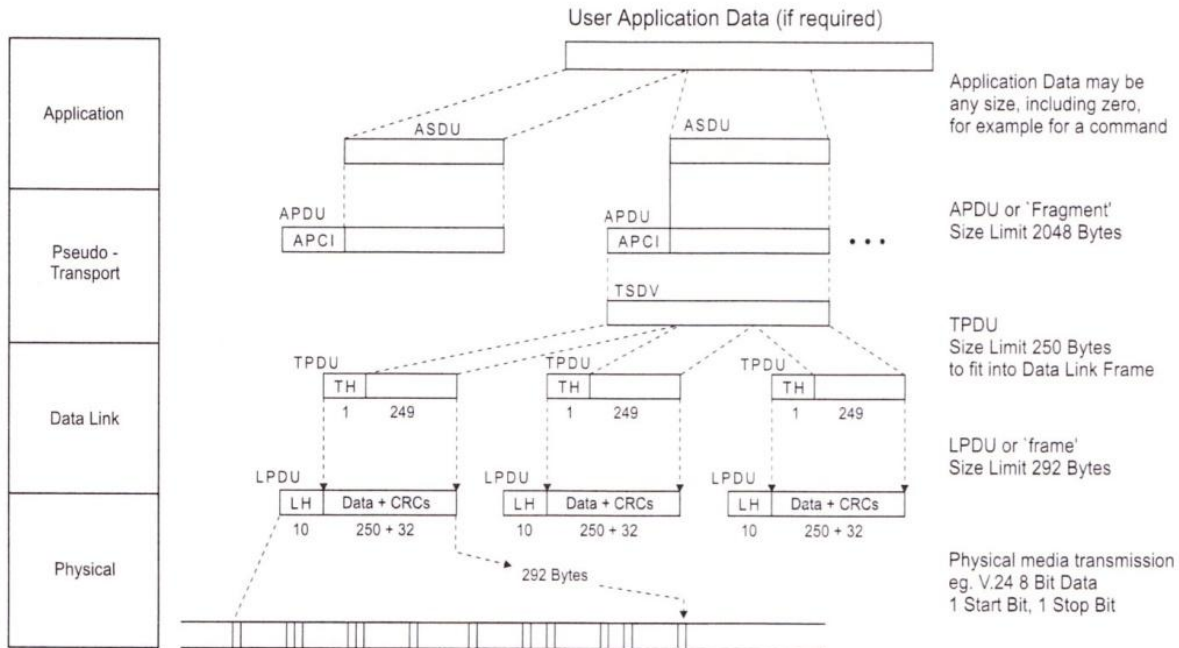 User Application Data (if required)
Application
Application Data may be
any size, including zero,
for example for a command
ASDU
ASDU
APDU
APCI
APDU
APCI
• • •
APDU or `Fragment'
Size Limit 2048 Bytes
Pseudo -
Transport
TSDV
TPDU
Size Limit 250 Bytes
to fit into Data Link Frame
TPDU
TH
1 249
TPDU
TH
1 249
TPDU
TH
1 249
Data Link
LPDU or `frame'
Size Limit 292 Bytes
LPDU
LH Data + CRCs
10 250 + 32
LPDU
LH Data + CRCs
10 250 + 32
LPDU
LH Data + CRCs
10 250 + 32
Physical
292 Bytes
Physical media transmission
eg. V.24 8 Bit Data
1 Start Bit, 1 Stop Bit